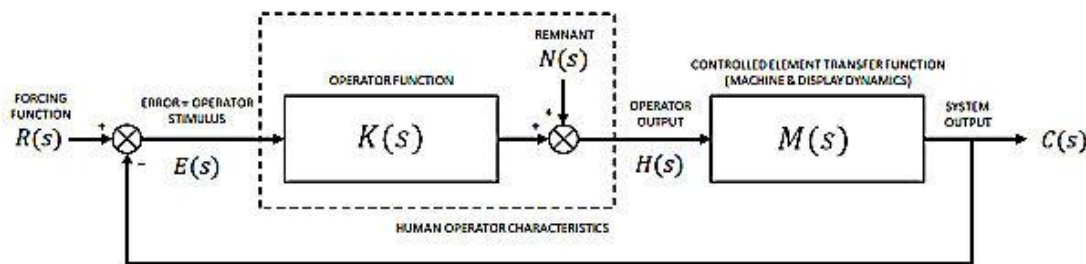 REMNANT
N(s)
CONTROLLED ELEMENT TRANSFER FUNCTION
(MACHINE & DISPLAY DYNAMICS)
OPERATOR FUNCTION
FORCING
FUNCTION
R(s)
+
-
ERROR = OPERATOR
STIMULUS
E(s)
K(s)
+
+
OPERATOR
OUTPUT
H(s)
M(s)
SYSTEM
OUTPUT
C(s)
HUMAN OPERATOR CHARACTERISTICS